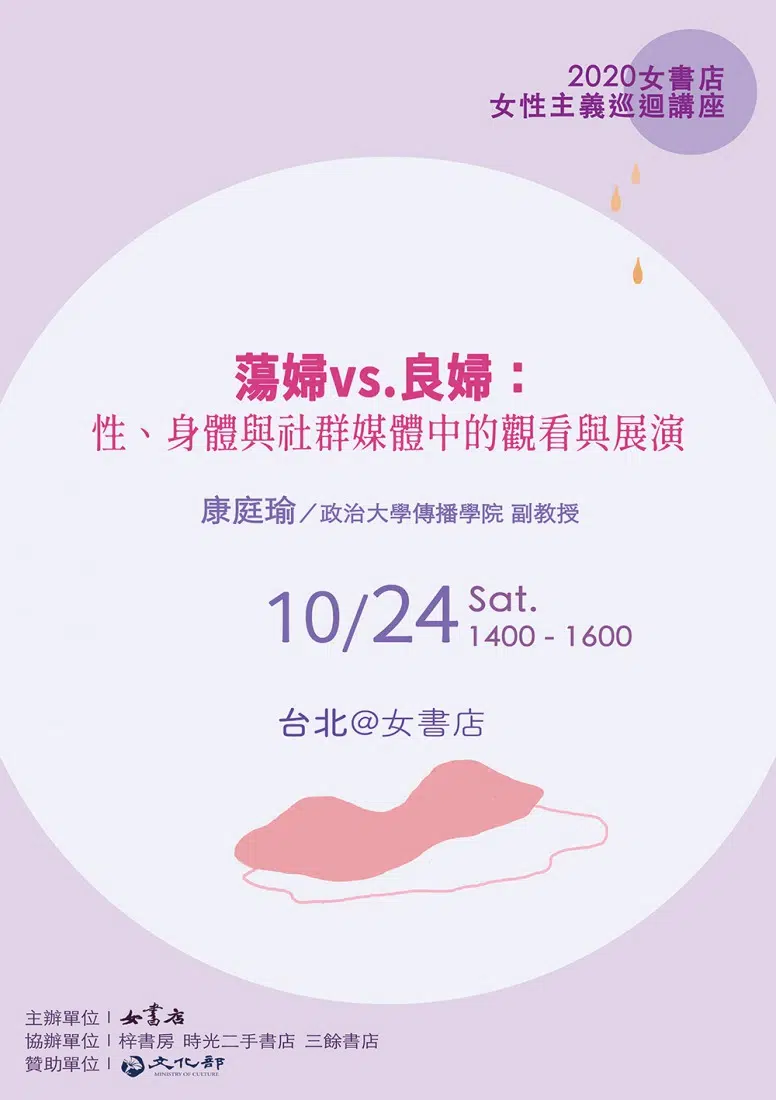 2020女書店
女性主義巡迴講座
蕩婦vs.良婦：
性、身體與社群媒體中的觀看與展演
康庭瑜／政治大學傳播學院 副教授
10/24 Sat.
1400 - 1600
台北@女書店
主辦單位 | 女書店
協辦單位 | 梓書房 時光二手書店 三餘書店
贊助單位 | 文化部
MINISTRY OF CULTURE